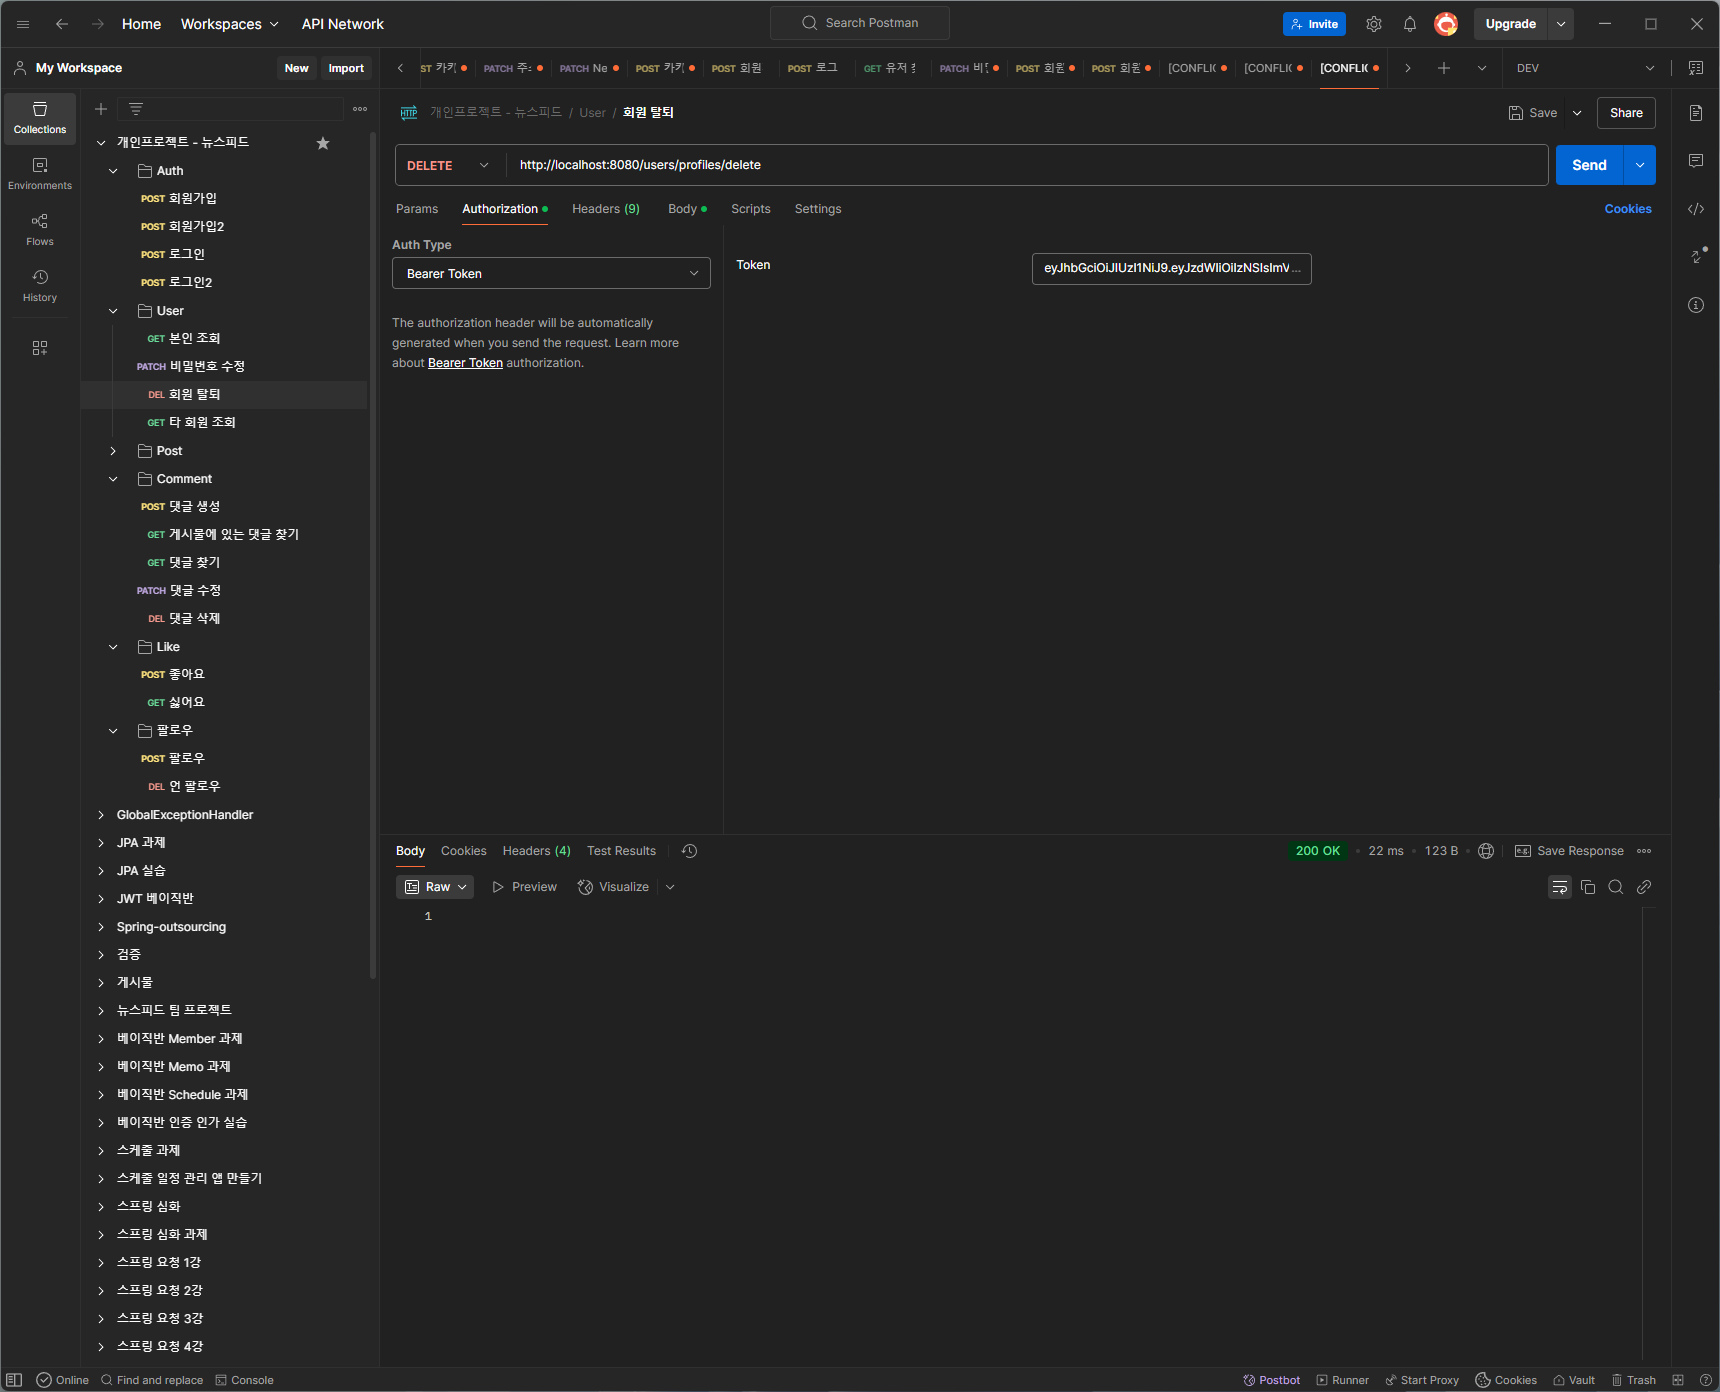 Home Workspaces API Network Search Postman Invite Upgrade
My Workspace New Import
ST 카카 PATCH 주소 PATCH Ne POST 카카 POST 회원 POST 로그 GET 유저 PATCH POST 회원 POST 회원 [CONFLIC [CONFLIC [CONFLIC DEV
Collections
Environments
Flows
History
개인프로젝트 - 뉴스피드
Auth
POST 회원가입
POST 회원가입2
POST 로그인
POST 로그인2
User
GET 본인 조회
PATCH 비밀번호 수정
DEL 회원 탈퇴
GET 타 회원 조회
Post
Comment
POST 댓글 생성
GET 게시물에 있는 댓글 찾기
GET 댓글 찾기
PATCH 댓글 수정
DEL 댓글 삭제
Like
POST 좋아요
GET 싫어요
팔로우
POST 팔로우
DEL 언 팔로우
GlobalExceptionHandler
JPA 과제
JPA 실습
JWT 베이직반
Spring-outsourcing
검증
게시물
뉴스피드 팀 프로젝트
베이직반 Member 과제
베이직반 Memo 과제
베이직반 Schedule 과제
베이직반 인증 인가 실습
스케줄 과제
스케줄 일정 관리 앱 만들기
스프링 심화
스프링 심화 과제
스프링 요청 1강
스프링 요청 2강
스프링 요청 3강
스프링 요청 4강
HTTP 개인프로젝트 - 뉴스피드 / User / 회원 탈퇴 Save Share
DELETE http://localhost:8080/users/profiles/delete Send
Params Authorization Headers (9) Body Scripts Settings Cookies
Auth Type
Bearer Token
The authorization header will be automatically
generated when you send the request. Learn more
about Bearer Token authorization.
Token
Body Cookies Headers (4) Test Results 200 OK • 22 ms • 123 B e.g. Save Response
Raw Preview Visualize
1
Online Find and replace Console Postbot Runner Start Proxy Cookies Vault Trash